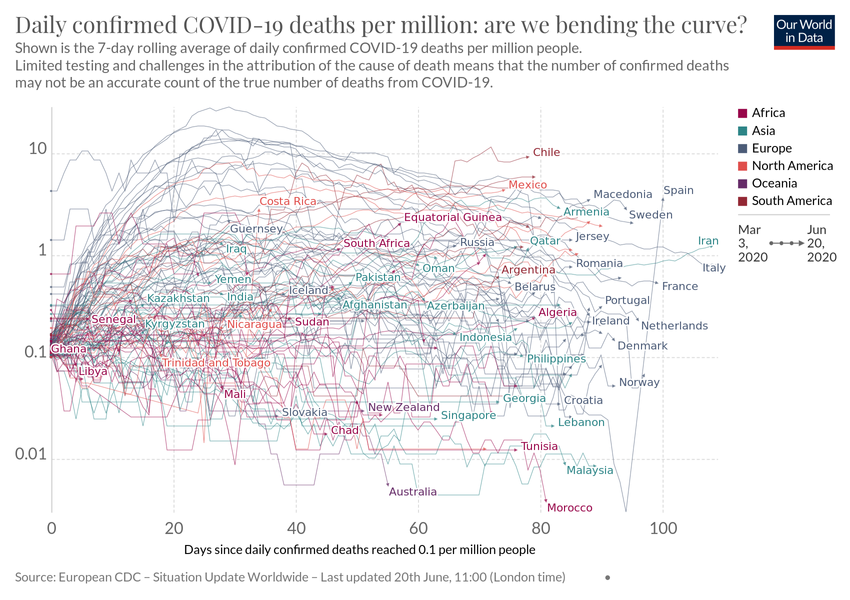 Daily confirmed COVID-19 deaths per million: are we bending the curve?
Our World
in Data
Shown is the 7-day rolling average of daily confirmed COVID-19 deaths per million people.
Limited testing and challenges in the attribution of the cause of death means that the number of confirmed deaths
may not be an accurate count of the true number of deaths from COVID-19.
Africa
Asia
Europe
North America
Oceania
South America
Mar
3,
2020
Jun
20,
2020
10
1
0.1
0.01
Chile
Mexico
Macedonia
Spain
Costa Rica
Armenia
Sweden
Equatorial Guinea
Guernsey
Jersey
South Africa
Russia
Qatar
Iran
Iraq
Oman
Argentina
Romania
Italy
Yemen
Pakistan
Belarus
France
Iceland
Kazakhstan
India
Afghanistan
Azerbaijan
Portugal
Algeria
Senegal
Kyrgyzstan
Nicaragua
Sudan
Ireland
Netherlands
Indonesia
Denmark
Ghana
Trinidad and Tobago
Philippines
Libya
Norway
Mali
Georgia
Croatia
Slovakia
New Zealand
Singapore
Lebanon
Chad
Tunisia
Malaysia
Australia
Morocco
0
20
40
60
80
100
Days since daily confirmed deaths reached 0.1 per million people
Source: European CDC – Situation Update Worldwide – Last updated 20th June, 11:00 (London time)